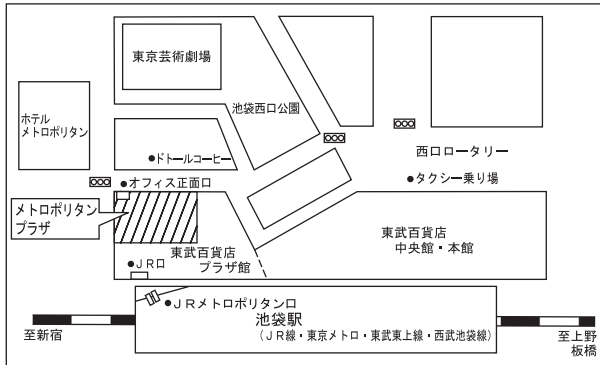 東京芸術劇場
池袋西口公園
ホテル
メトロポリタン
●ドトールコーヒー
西口ロータリー
●オフィス正面口
●タクシー乗り場
メトロポリタン
プラザ
東武百貨店
プラザ館
東武百貨店
中央館・本館
●JR口
●JRメトロポリタン口
池袋駅
(JR線・東京メトロ・東武東上線・西武池袋線)
至新宿
至上野
板橋